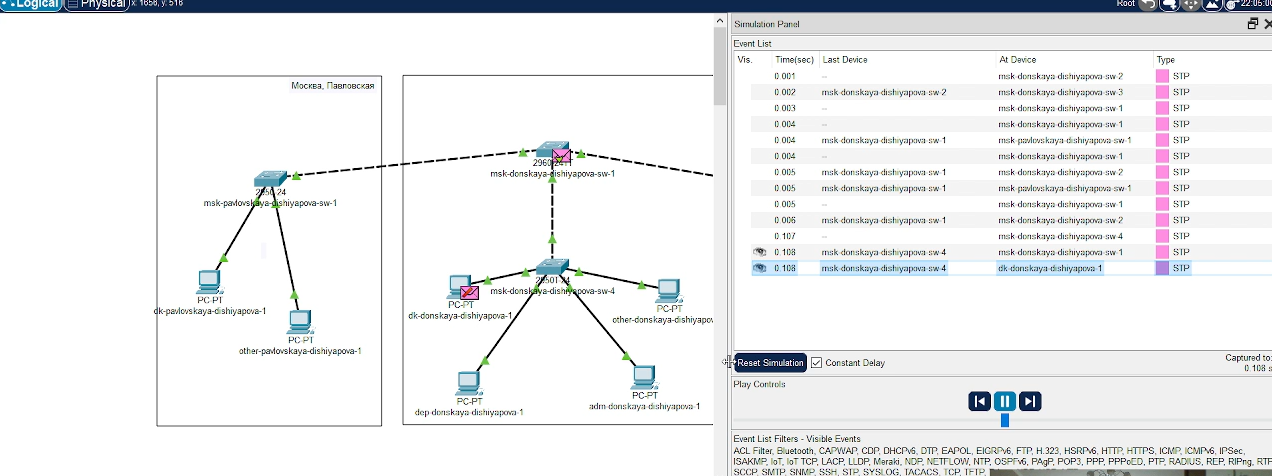 Logical Physical x: 1656, y: 516 Root 22:05:00
Simulation Panel
Event List
Vis. Time(sec) Last Device At Device Type
0.001 -- msk-donskaya-dishiyapova-sw-2 STP
0.002 msk-donskaya-dishiyapova-sw-2 msk-donskaya-dishiyapova-sw-3 STP
0.003 -- msk-donskaya-dishiyapova-sw-1 STP
0.004 -- msk-donskaya-dishiyapova-sw-1 STP
0.004 msk-donskaya-dishiyapova-sw-1 msk-pavlovskaya-dishiyapova-sw-1 STP
0.004 -- msk-donskaya-dishiyapova-sw-1 STP
0.005 msk-donskaya-dishiyapova-sw-1 msk-donskaya-dishiyapova-sw-2 STP
0.005 msk-donskaya-dishiyapova-sw-1 msk-pavlovskaya-dishiyapova-sw-1 STP
0.005 -- msk-donskaya-dishiyapova-sw-1 STP
0.006 msk-donskaya-dishiyapova-sw-1 msk-donskaya-dishiyapova-sw-2 STP
0.107 -- msk-donskaya-dishiyapova-sw-4 STP
0.108 msk-donskaya-dishiyapova-sw-4 msk-donskaya-dishiyapova-sw-1 STP
0.108 msk-donskaya-dishiyapova-sw-4 dk-donskaya-dishiyapova-1 STP
Reset Simulation Constant Delay Captured to:
0.108 s
Play Controls
Event List Filters - Visible Events
ACL Filter, Bluetooth, CAPWAP, CDP, DHCPv6, DTP, EAPOL, EIGRPv6, FTP, H.323, HSRPv6, HTTP, HTTPS, ICMP, ICMPv6, IPSec,
ISAKMP, IoT, IoT TCP, LACP, LLDP, Meraki, NDP, NETFLOW, NTP, OSPFv6, PAgP, POP3, PPP, PPPoED, PTP, RADIUS, REP, RIPng, RTP
SCCP, SMTP, SNMP, SSH, STP, SYSLOG, TACACS, TCP, TFTP,
Москва, Павловская
msk-pavlovskaya-dishiyapova-sw-1
PC-PT
dk-pavlovskaya-dishiyapova-1
PC-PT
other-pavlovskaya-dishiyapova-1
msk-donskaya-dishiyapova-sw-1
msk-donskaya-dishiyapova-sw-4
PC-PT
dk-donskaya-dishiyapova-1
PC-PT
other-donskaya-dishiyapov
PC-PT
dep-donskaya-dishiyapova-1
PC-PT
adm-donskaya-dishiyapova-1